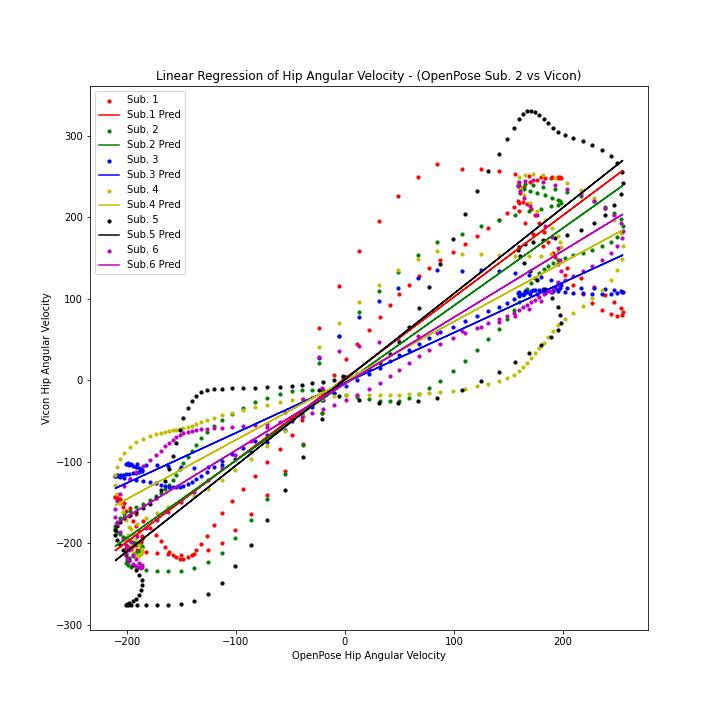 Linear Regression of Hip Angular Velocity - (OpenPose Sub. 2 vs Vicon)
Sub. 1
Sub.1 Pred
Sub. 2
Sub.2 Pred
Sub. 3
Sub.3 Pred
Sub. 4
Sub.4 Pred
Sub. 5
Sub.5 Pred
Sub. 6
Sub.6 Pred
300
200
100
0
−100
−200
−300
Vicon Hip Angular Velocity
−200
−100
0
100
200
OpenPose Hip Angular Velocity